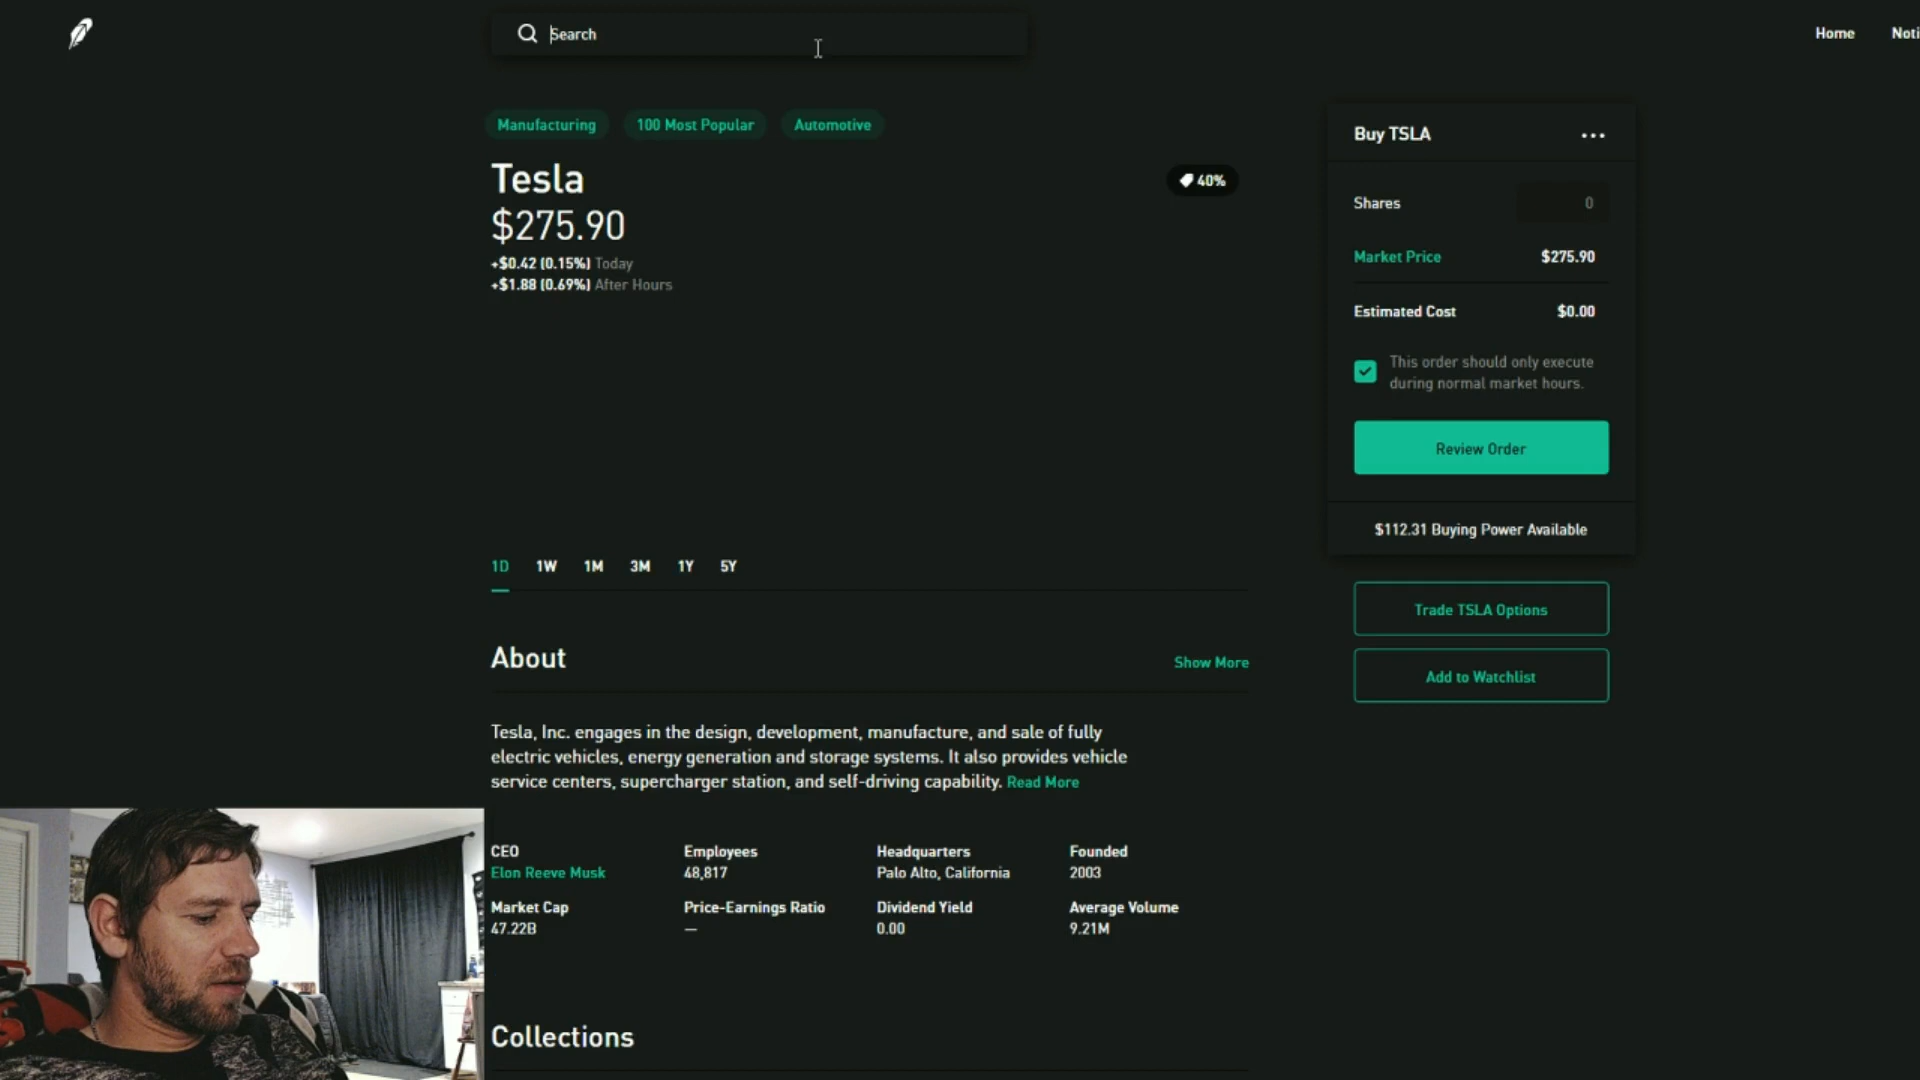 Search
Home
Noti
Manufacturing
100 Most Popular
Automotive
Tesla
$275.90
+$0.42 (0.15%) Today
+$1.88 (0.69%) After Hours
40%
Buy TSLA
Shares
0
Market Price
$275.90
Estimated Cost
$0.00
This order should only execute
during normal market hours.
Review Order
$112.31 Buying Power Available
Trade TSLA Options
Add to Watchlist
1D 1W 1M 3M 1Y 5Y
About
Show More
Tesla, Inc. engages in the design, development, manufacture, and sale of fully
electric vehicles, energy generation and storage systems. It also provides vehicle
service centers, supercharger station, and self-driving capability. Read More
CEO
Elon Reeve Musk
Employees
48,817
Headquarters
Palo Alto, California
Founded
2003
Market Cap
47.22B
Price-Earnings Ratio
—
Dividend Yield
0.00
Average Volume
9.21M
Collections